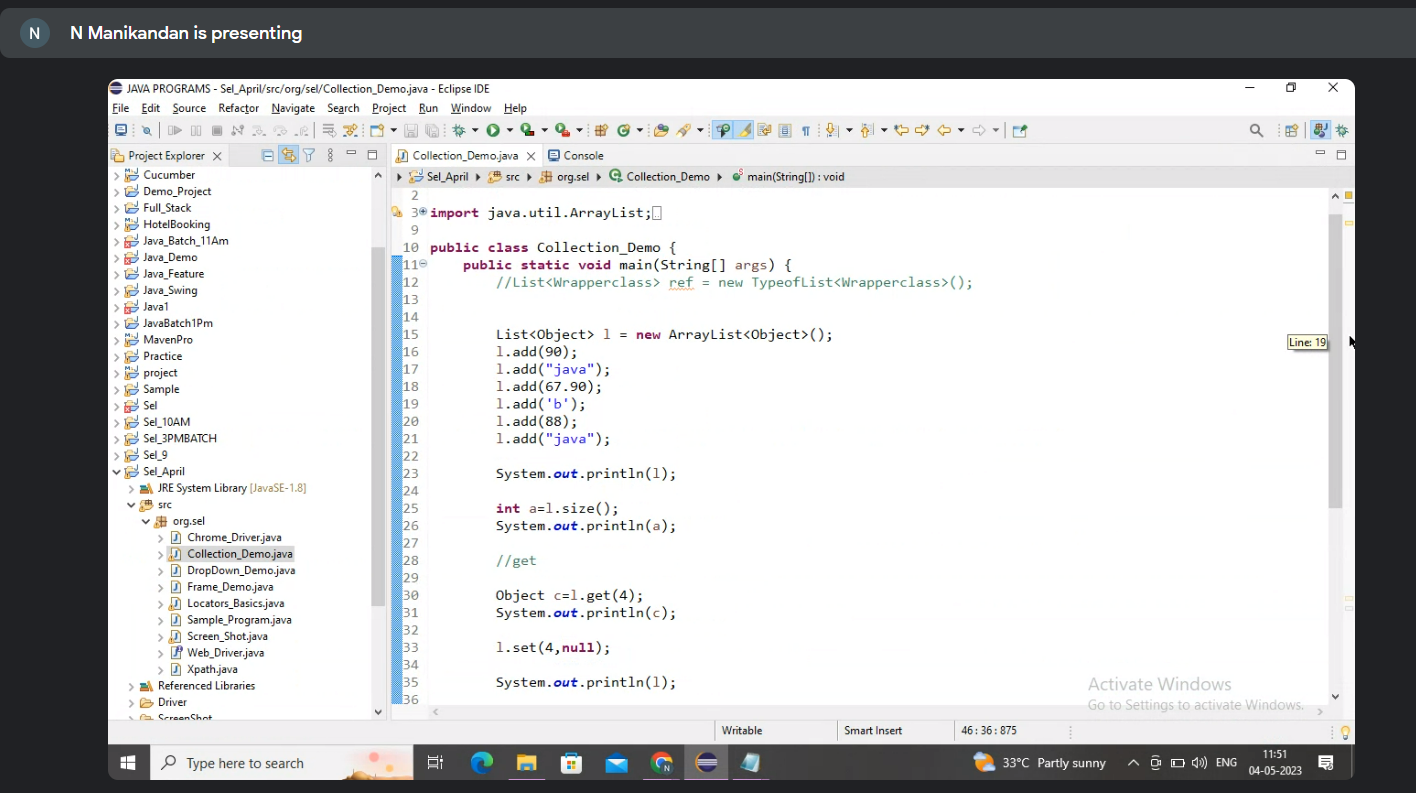 N
N Manikandan is presenting
JAVA PROGRAMS - Sel_April/src/org/sel/Collection_Demo.java - Eclipse IDE
File Edit Source Refactor Navigate Search Project Run Window Help
Project Explorer
Cucumber
Demo_Project
Full_Stack
HotelBooking
Java_Batch_11Am
Java_Demo
Java_Feature
Java_Swing
Java1
JavaBatch1Pm
MavenPro
Practice
project
Sample
Sel
Sel_10AM
Sel_3PMBATCH
Sel_9
Sel_April
JRE System Library [JavaSE-1.8]
src
org.sel
Chrome_Driver.java
Collection_Demo.java
DropDown_Demo.java
Frame_Demo.java
Locators_Basics.java
Sample_Program.java
Screen_Shot.java
Web_Driver.java
Xpath.java
Referenced Libraries
Driver
ScreenShot
Collection_Demo.java Console
Sel_April src org.sel Collection_Demo main(String[]) : void
2
3 import java.util.ArrayList;
9
10 public class Collection_Demo {
11 public static void main(String[] args) {
12 //List<Wrapperclass> ref = new TypeofList<Wrapperclass>();
13
14
15 List<Object> l = new ArrayList<Object>();
16 l.add(90);
17 l.add("java");
18 l.add(67.90);
19 l.add('b');
20 l.add(88);
21 l.add("java");
22
23 System.out.println(l);
24
25 int a=l.size();
26 System.out.println(a);
27
28 //get
29
30 Object c=l.get(4);
31 System.out.println(c);
32
33 l.set(4,null);
34
35 System.out.println(l);
36
Line: 19
Activate Windows
Go to Settings to activate Windows.
Writable Smart Insert 46 : 36 : 875
Type here to search
N
33°C Partly sunny ENG
11:51
04-05-2023